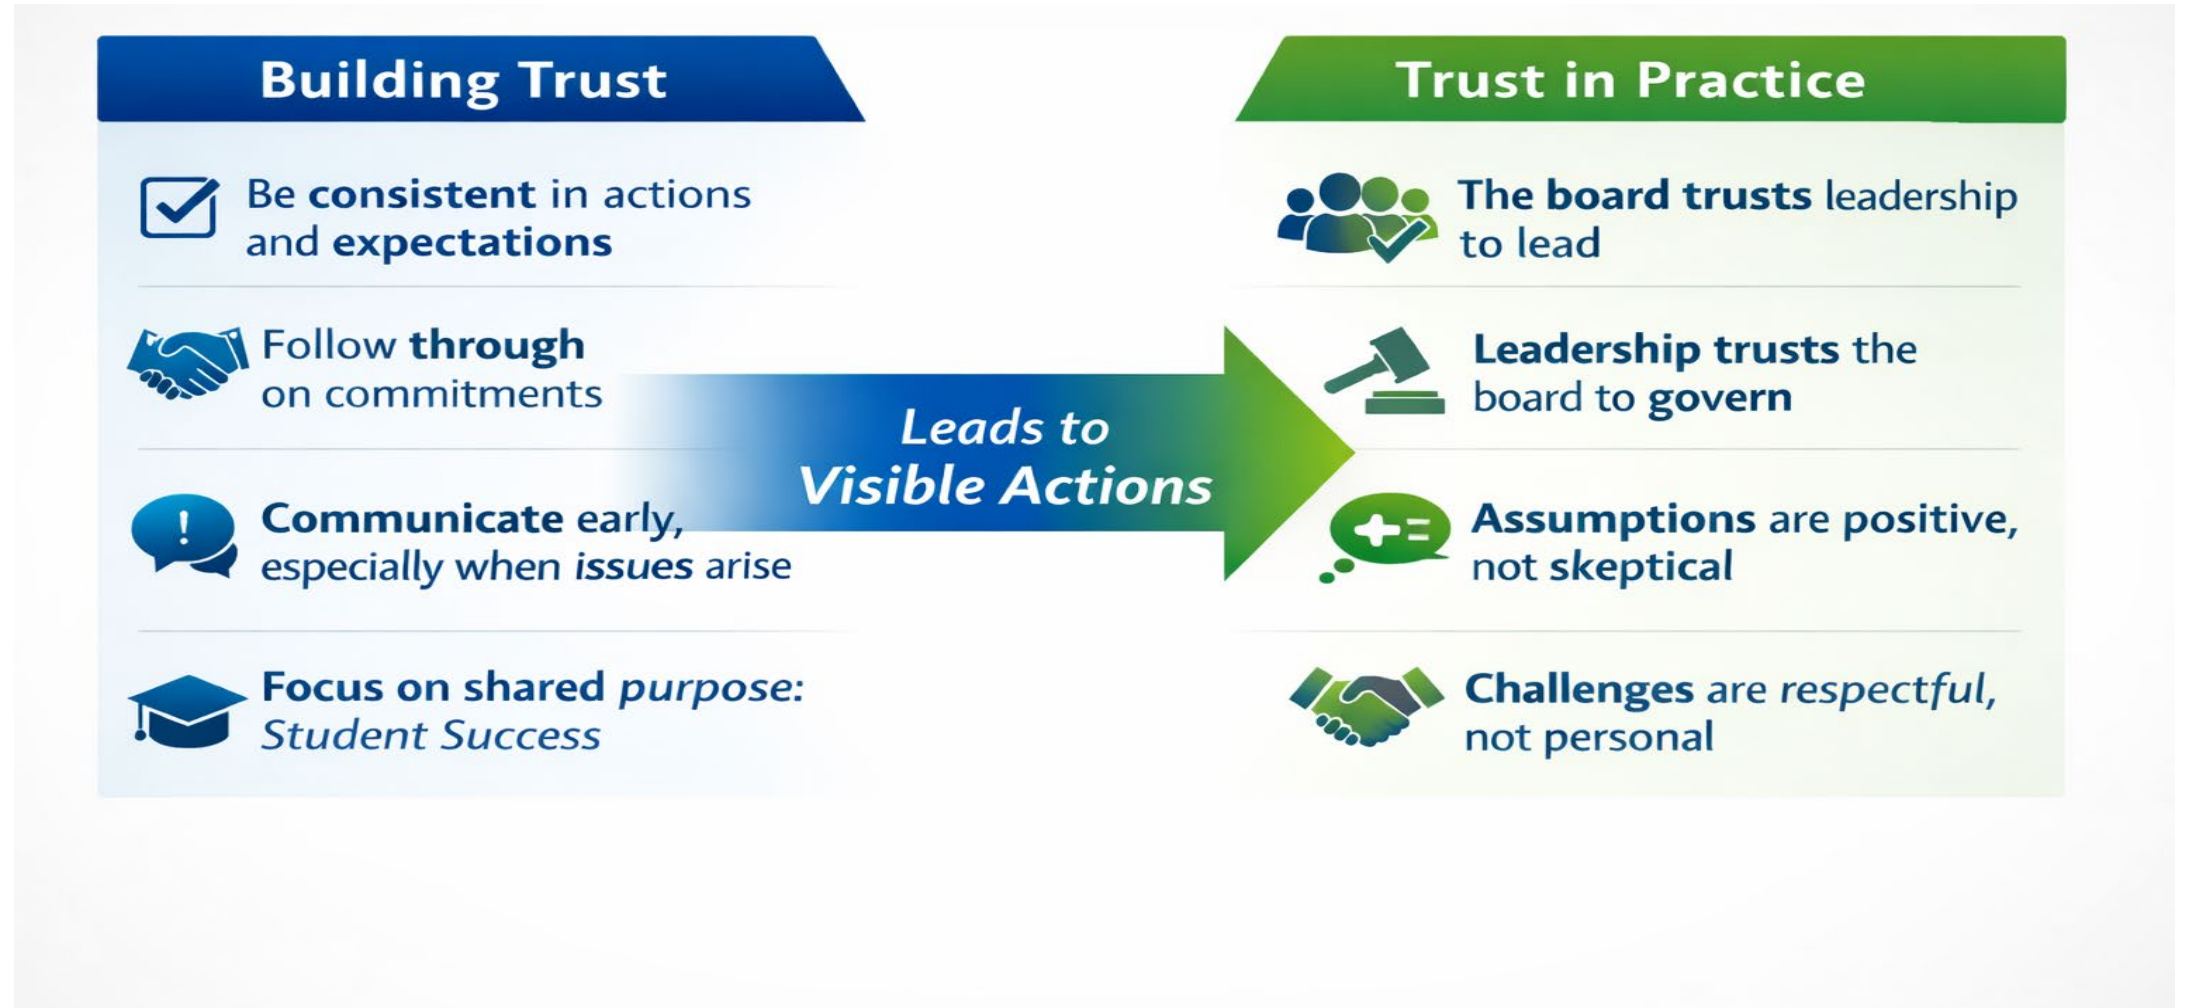 Building Trust
Be consistent in actions
and expectations
Follow through
on commitments
Communicate early,
especially when issues arise
Focus on shared purpose:
Student Success
Leads to
Visible Actions
Trust in Practice
The board trusts leadership
to lead
Leadership trusts the
board to govern
Assumptions are positive,
not skeptical
Challenges are respectful,
not personal